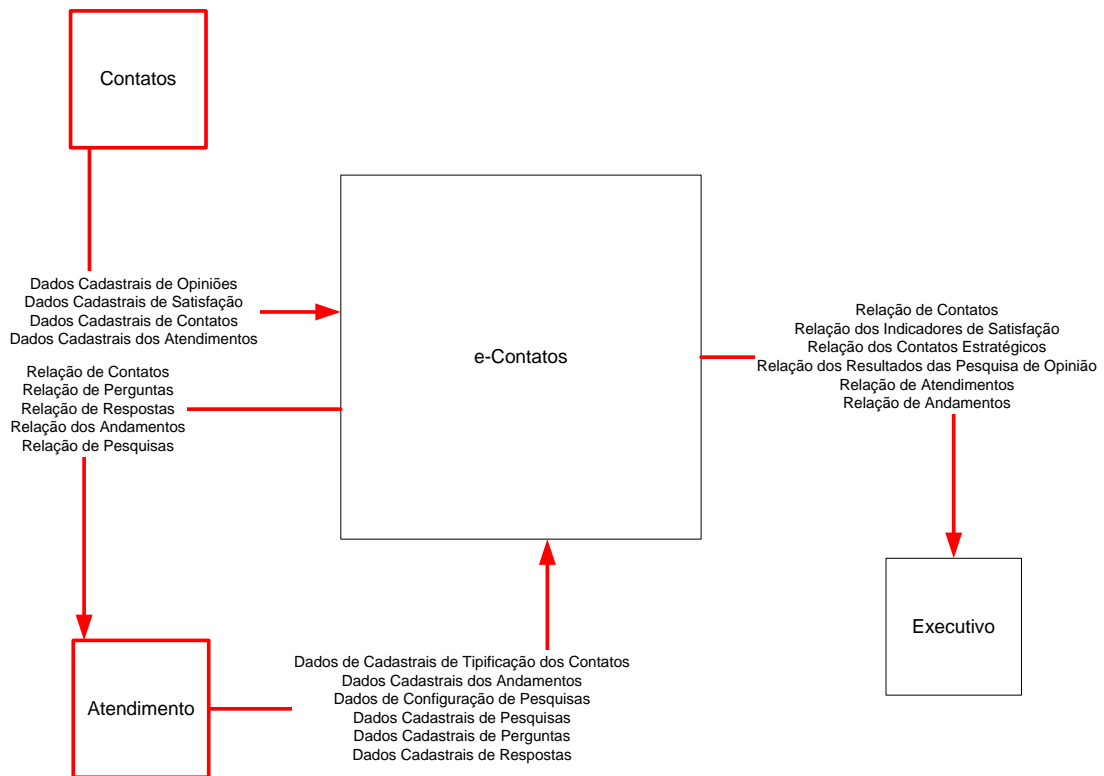 Contatos
Dados Cadastrais de Opiniões
Dados Cadastrais de Satisfação
Dados Cadastrais de Contatos
Dados Cadastrais dos Atendimentos
Relação de Contatos
Relação de Perguntas
Relação de Respostas
Relação dos Andamentos
Relação de Pesquisas
e-Contatos
Relação de Contatos
Relação dos Indicadores de Satisfação
Relação dos Contatos Estratégicos
Relação dos Resultados das Pesquisa de Opinião
Relação de Atendimentos
Relação de Andamentos
Executivo
Atendimento
Dados de Cadastrais de Tipificação dos Contatos
Dados Cadastrais dos Andamentos
Dados de Configuração de Pesquisas
Dados Cadastrais de Pesquisas
Dados Cadastrais de Perguntas
Dados Cadastrais de Respostas